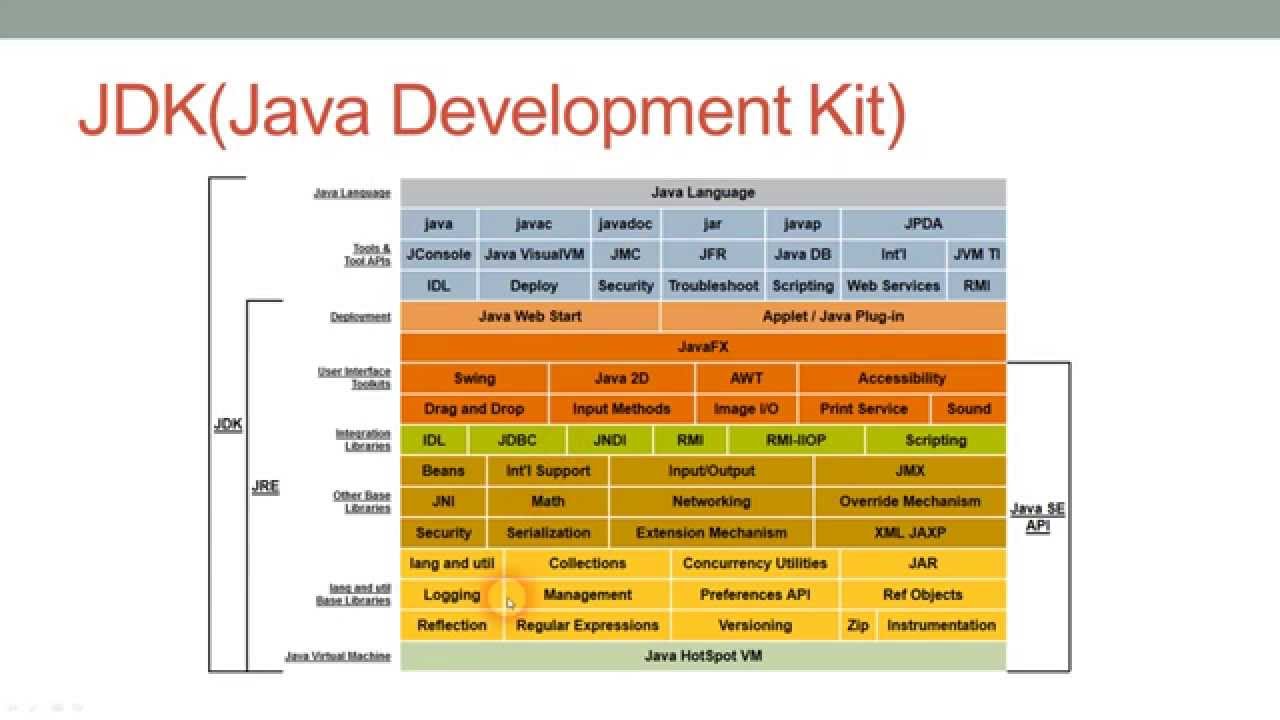 JDK(Java Development Kit)
Java Language Java Language
java javac javadoc jar javap JPDA
Tools &
Tool APIs
JConsole Java VisualVM JMC JFR Java DB Int'l JVM TI
IDL Deploy Security Troubleshoot Scripting Web Services RMI
Deployment Java Web Start Applet / Java Plug-in
JavaFX
User Interface
Toolkits
Swing Java 2D AWT Accessibility
Drag and Drop Input Methods Image I/O Print Service Sound
JDK
Integration
Libraries
IDL JDBC JNDI RMI RMI-IIOP Scripting
Beans Int'l Support Input/Output JMX
JRE
Other Base
Libraries
JNI Math Networking Override Mechanism
Java SE
API
Security Serialization Extension Mechanism XML JAXP
lang and util Collections Concurrency Utilities JAR
lang and util
Base Libraries
Logging Management Preferences API Ref Objects
Reflection Regular Expressions Versioning Zip Instrumentation
Java Virtual Machine Java HotSpot VM